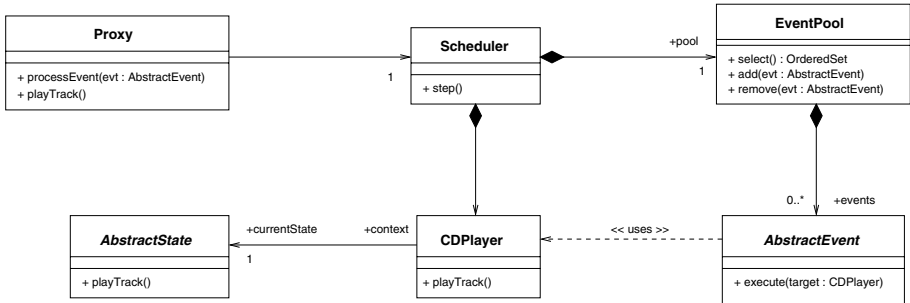 Proxy
+ processEvent(evt : AbstractEvent)
+ playTrack()
1
Scheduler
+ step()
+pool
1
EventPool
+ select() : OrderedSet
+ add(evt : AbstractEvent)
+ remove(evt : AbstractEvent)
0..*
+events
AbstractState
+ playTrack()
+currentState
1
+context
CDPlayer
+ playTrack()
<< uses >>
AbstractEvent
+ execute(target : CDPlayer)